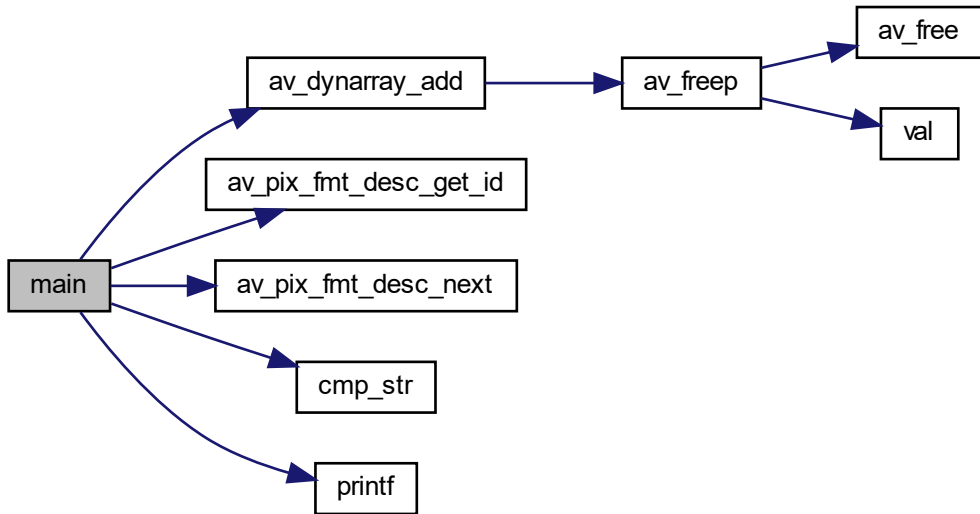 av_free
av_dynarray_add
av_freep
val
av_pix_fmt_desc_get_id
main
av_pix_fmt_desc_next
cmp_str
printf